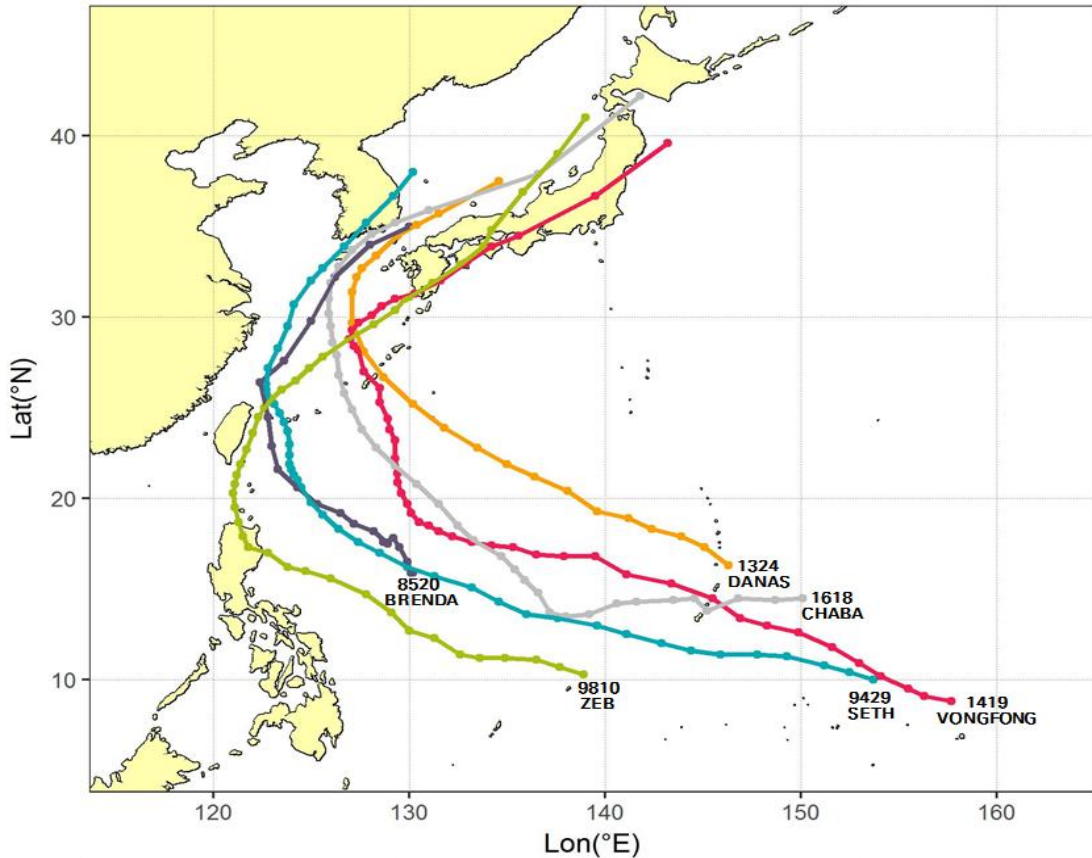 40
30
20
10
Lat(°N)
1324
DANAS
8520
BRENDA
1618
CHABA
9810
ZEB
9429
SETH
1419
VONGFONG
120
130
140
150
160
Lon(°E)